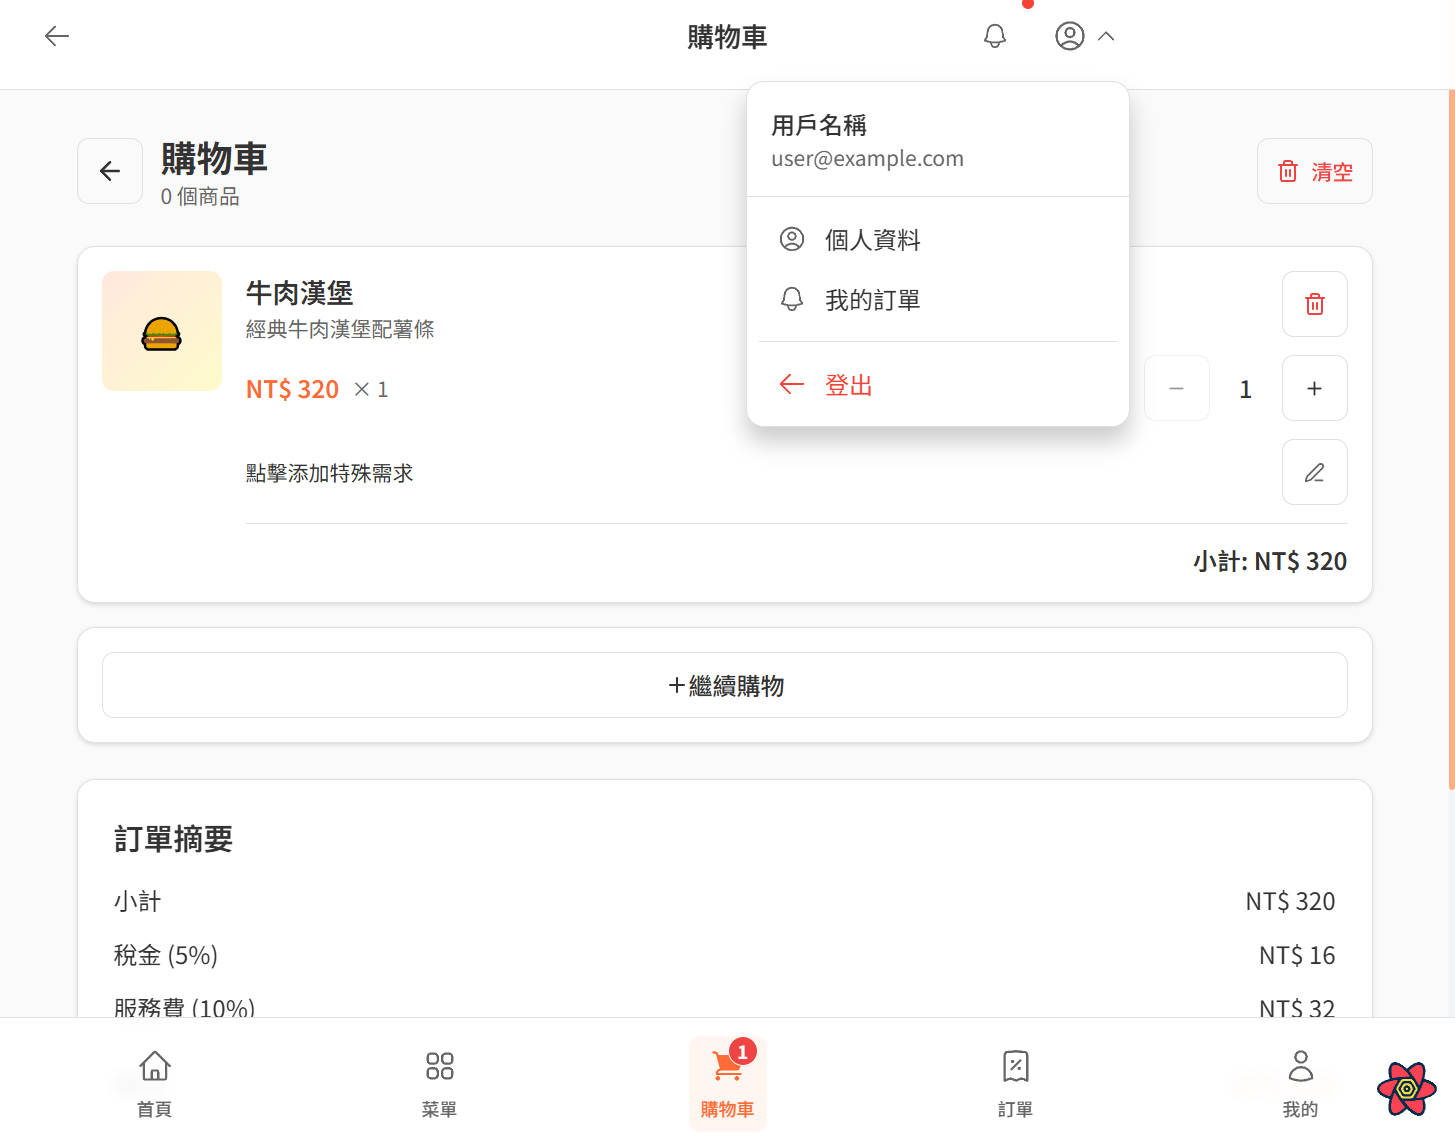 購物車
用戶名稱
user@example.com
個人資料
我的訂單
登出
購物車
0 個商品
清空
牛肉漢堡
經典牛肉漢堡配薯條
NT$ 320 × 1
1
點擊添加特殊需求
小計: NT$ 320
+繼續購物
訂單摘要
小計 NT$ 320
稅金 (5%) NT$ 16
服務費 (10%) NT$ 32
1
首頁 菜單 購物車 訂單 我的